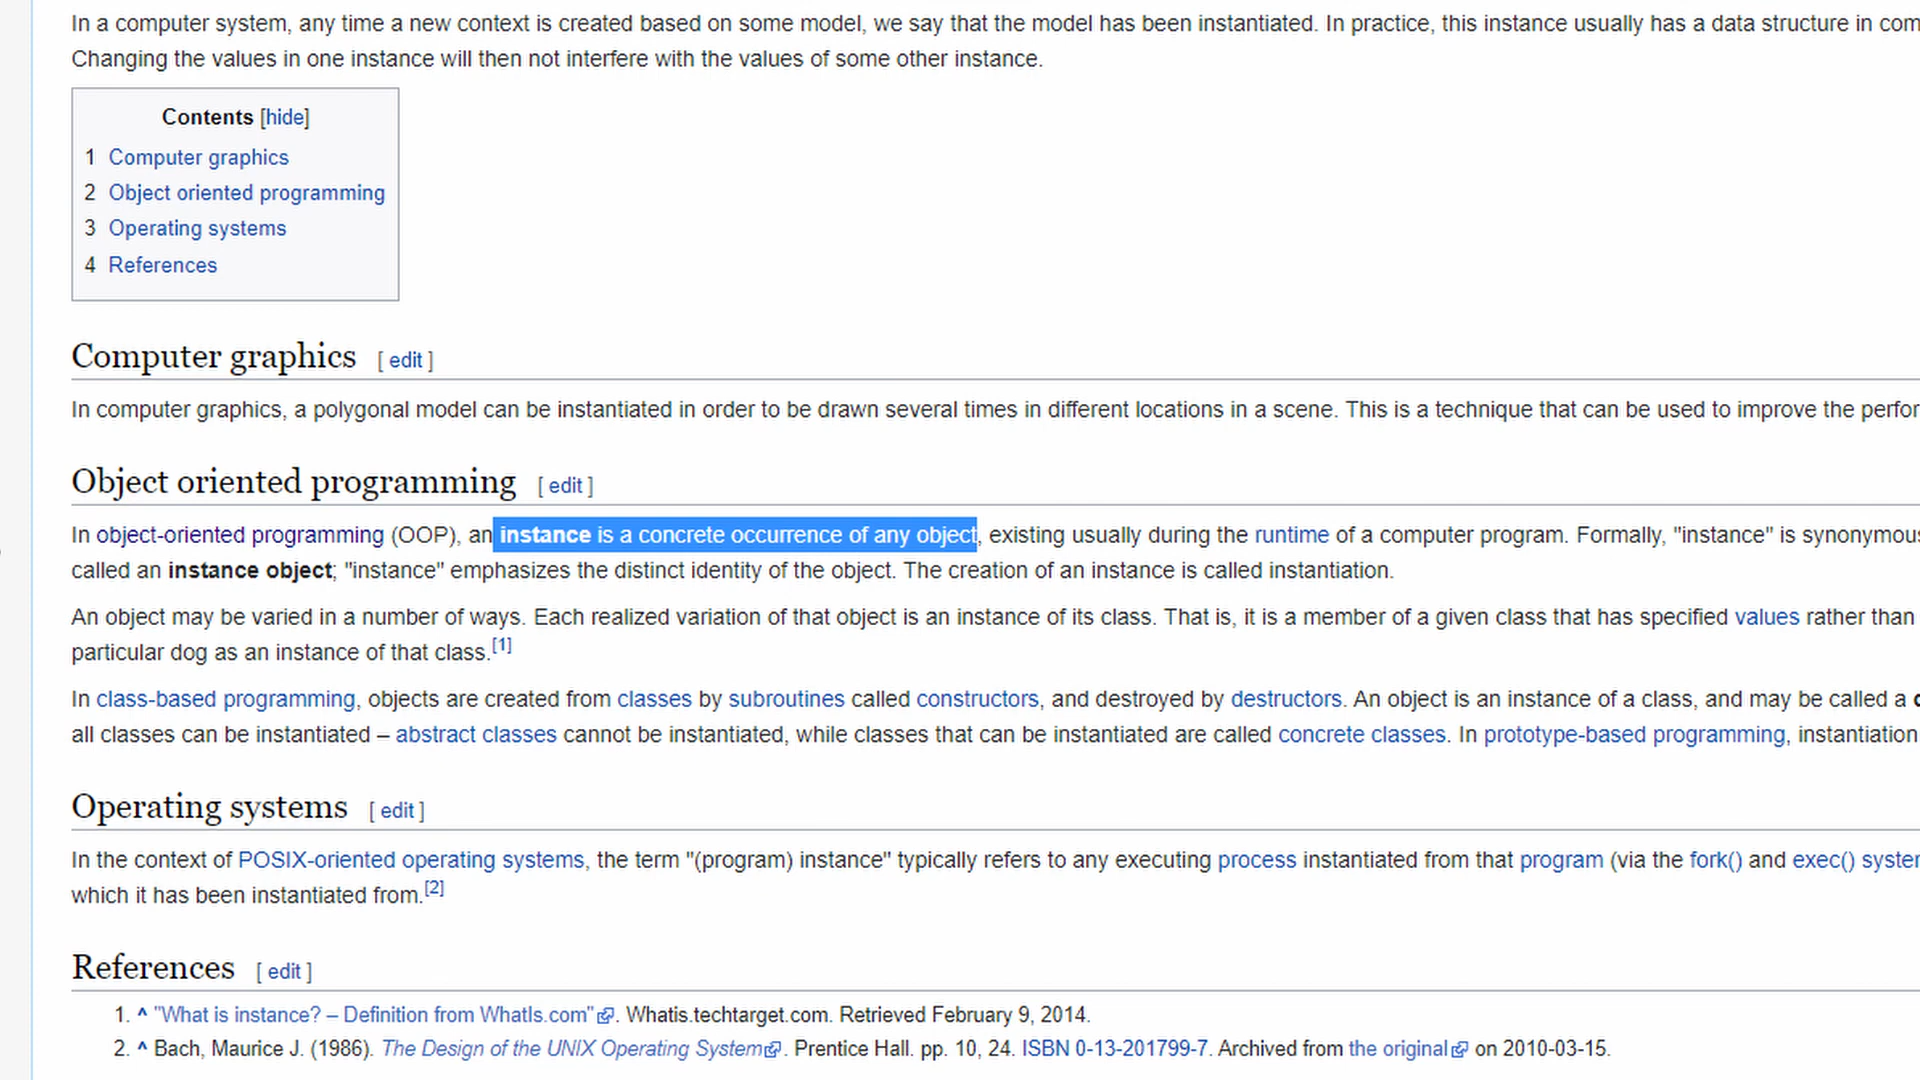 In a computer system, any time a new context is created based on some model, we say that the model has been instantiated. In practice, this instance usually has a data structure in com
Changing the values in one instance will then not interfere with the values of some other instance.
Contents [hide]
1 Computer graphics
2 Object oriented programming
3 Operating systems
4 References
Computer graphics [ edit ]
In computer graphics, a polygonal model can be instantiated in order to be drawn several times in different locations in a scene. This is a technique that can be used to improve the perfor
Object oriented programming [ edit ]
In object-oriented programming (OOP), an instance is a concrete occurrence of any object, existing usually during the runtime of a computer program. Formally, "instance" is synonymous
called an instance object; "instance" emphasizes the distinct identity of the object. The creation of an instance is called instantiation.
An object may be varied in a number of ways. Each realized variation of that object is an instance of its class. That is, it is a member of a given class that has specified values rather than
particular dog as an instance of that class.[1]
In class-based programming, objects are created from classes by subroutines called constructors, and destroyed by destructors. An object is an instance of a class, and may be called a
all classes can be instantiated – abstract classes cannot be instantiated, while classes that can be instantiated are called concrete classes. In prototype-based programming, instantiation
Operating systems [ edit ]
In the context of POSIX-oriented operating systems, the term "(program) instance" typically refers to any executing process instantiated from that program (via the fork() and exec() system
which it has been instantiated from.[2]
References [ edit ]
1. ^ "What is instance? – Definition from WhatIs.com". Whatis.techtarget.com. Retrieved February 9, 2014.
2. ^ Bach, Maurice J. (1986). The Design of the UNIX Operating System. Prentice Hall. pp. 10, 24. ISBN 0-13-201799-7. Archived from the original on 2010-03-15.